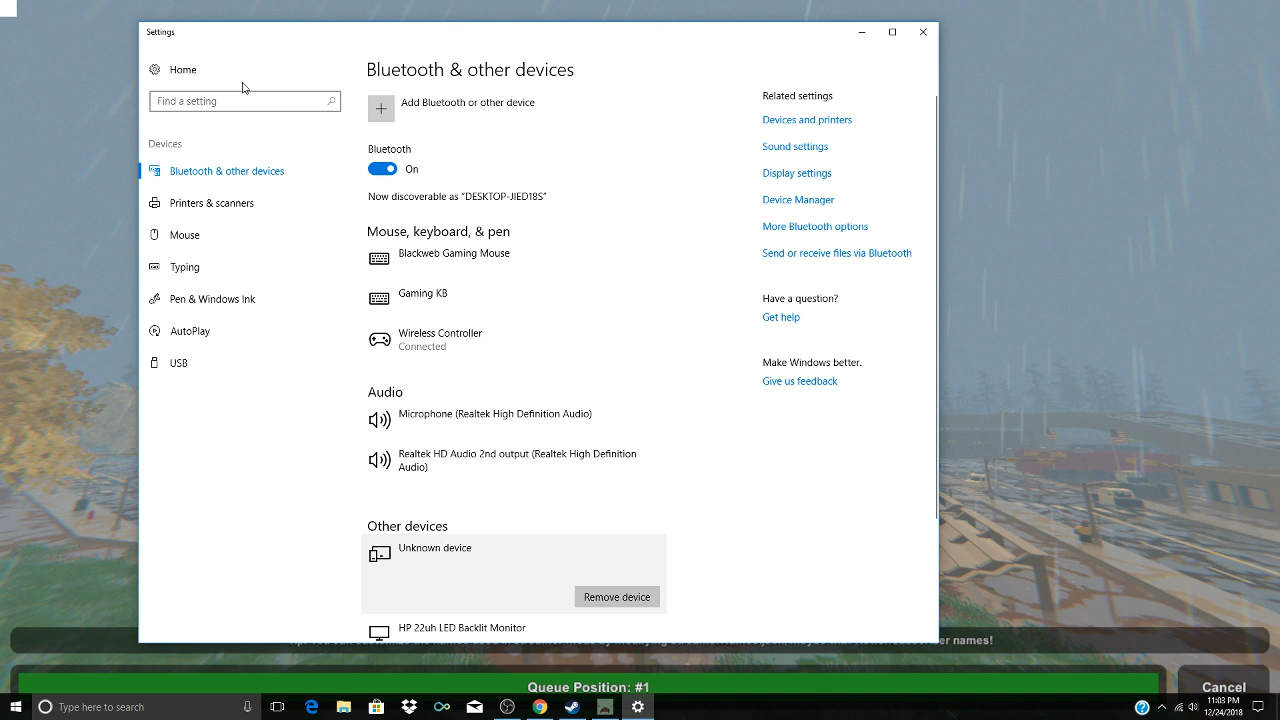 Settings
Home
Find a setting
Devices
Bluetooth & other devices
Printers & scanners
Mouse
Typing
Pen & Windows Ink
AutoPlay
USB
Bluetooth & other devices
Add Bluetooth or other device
Bluetooth
On
Now discoverable as "DESKTOP-JIED18S"
Mouse, keyboard, & pen
Blackweb Gaming Mouse
Gaming KB
Wireless Controller
Connected
Audio
Microphone (Realtek High Definition Audio)
Realtek HD Audio 2nd output (Realtek High Definition
Audio)
Other devices
Unknown device
Remove device
HP 22uh LED Backlit Monitor
Related settings
Devices and printers
Sound settings
Display settings
Device Manager
More Bluetooth options
Send or receive files via Bluetooth
Have a question?
Get help
Make Windows better.
Give us feedback
er names!
Queue Position: #1
Cancel
Type here to search
11:03 PM
12/24/2018